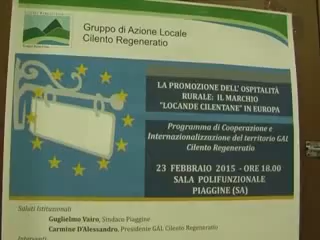 Gruppo di Azione Locale
Cilento Regeneratio
LA PROMOZIONE DELL' OSPITALITÀ
RURALE: IL MARCHIO
"LOCANDE CILENTANE" IN EUROPA
Programma di Cooperazione e
Internazionalizzazione del territorio GAL
Cilento Regeneratio
23 FEBBRAIO 2015 - ORE 18.00
SALA POLIFUNZIONALE
PIAGGINE (SA)
Saluti Istituzionali
Guglielmo Vairo, Sindaco Piaggine
Carmine D'Alessandro, Presidente GAL Cilento Regeneratio